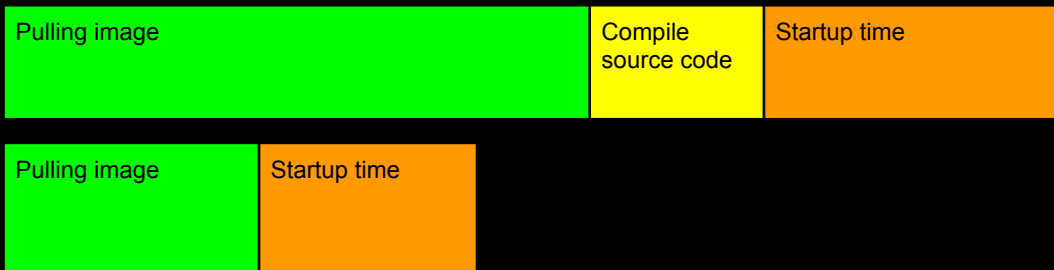 Pulling image
Compile
source code
Startup time
Pulling image
Startup time